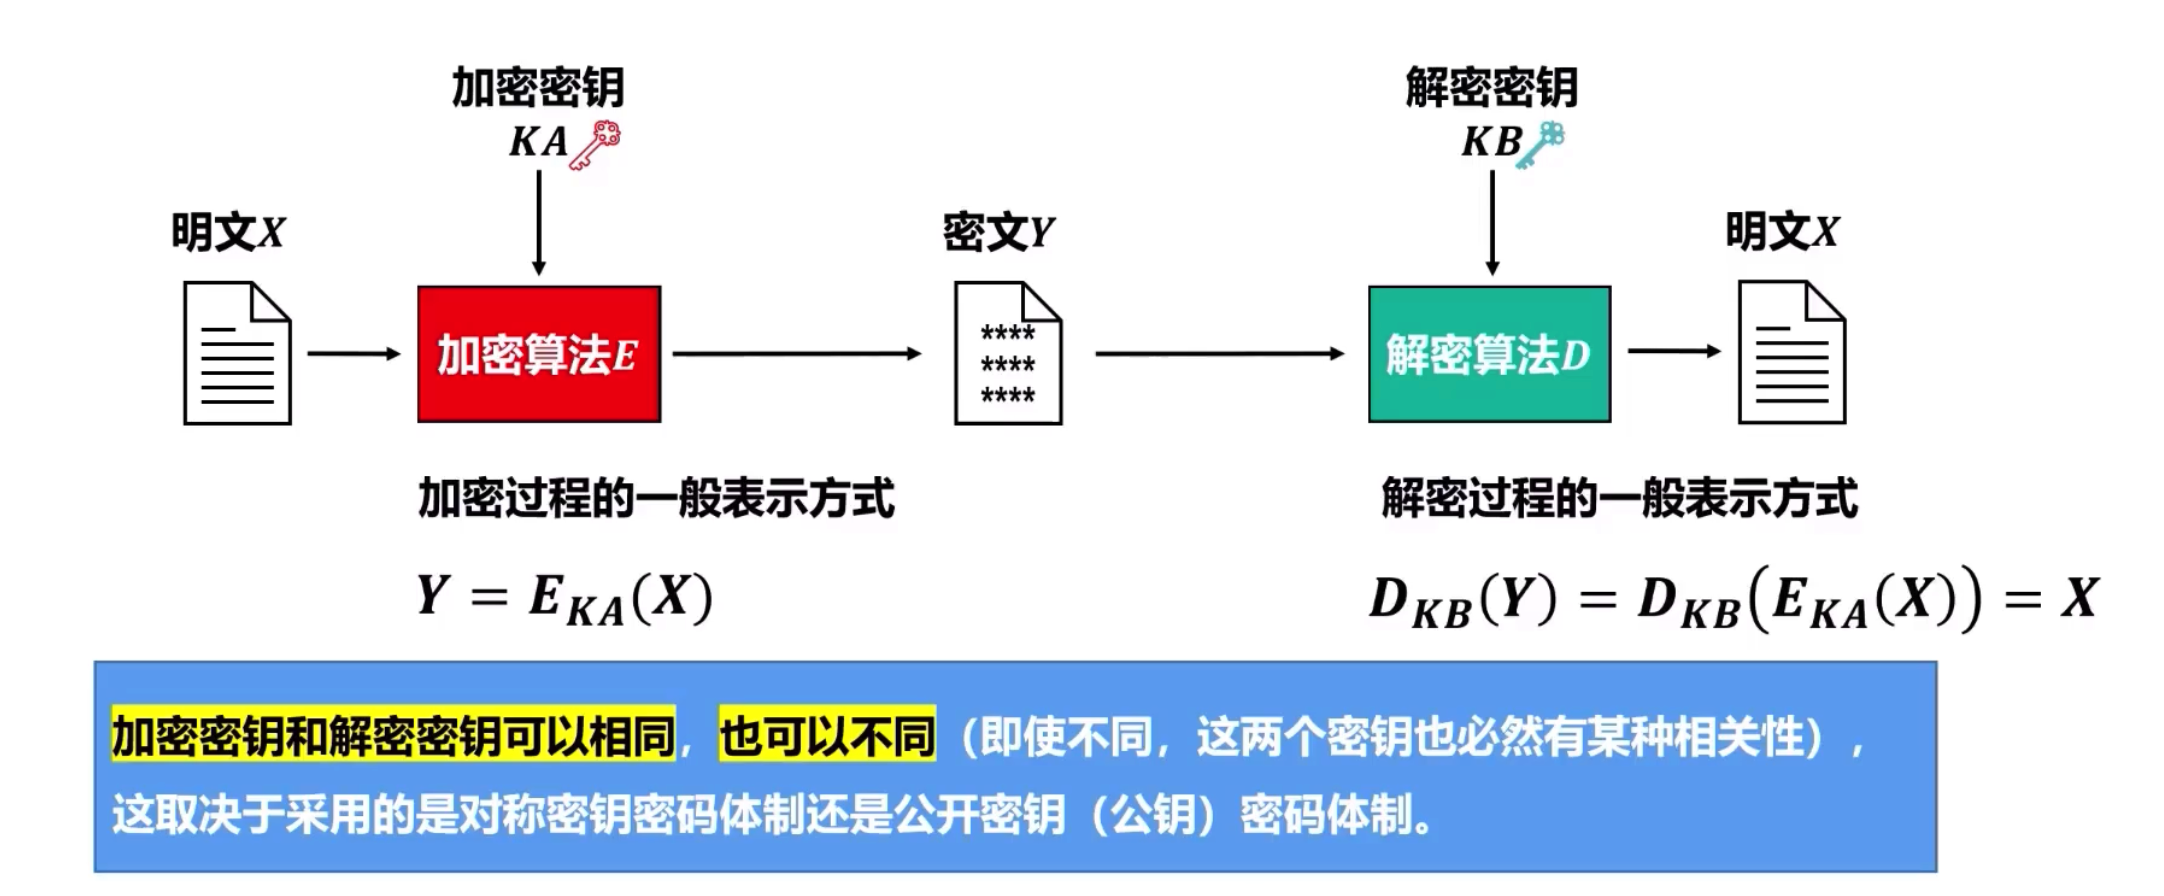 加密密钥
KA
解密密钥
KB
明文X
密文Y
明文X
加密算法E
****
****
****
解密算法D
加密过程的一般表示方式
解密过程的一般表示方式
Y = E_{KA}(X)
D_{KB}(Y) = D_{KB}(E_{KA}(X)) = X
加密密钥和解密密钥可以相同，也可以不同（即使不同，这两个密钥也必然有某种相关性），
这取决于采用的是对称密钥密码体制还是公开密钥（公钥）密码体制。